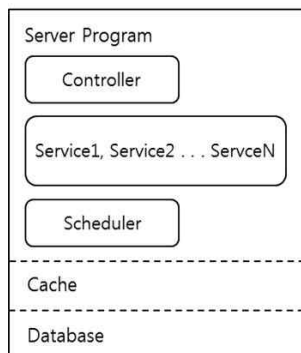 Server Program
Controller
Service1, Service2 . . . ServceN
Scheduler
Cache
Database